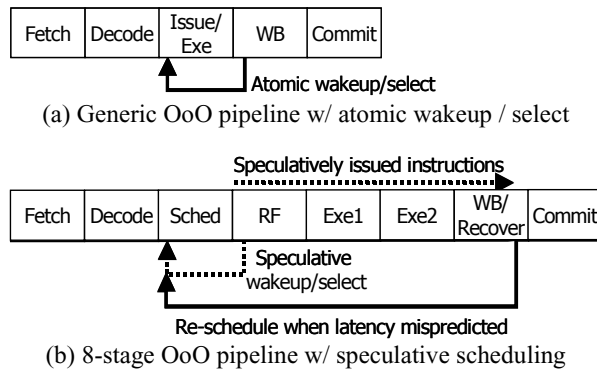 Fetch Decode Issue/ Exe WB Commit
Atomic wakeup/select
(a) Generic OoO pipeline w/ atomic wakeup / select
Speculatively issued instructions
Fetch Decode Sched RF Exe1 Exe2 WB/ Recover Commit
Speculative
wakeup/select
Re-schedule when latency mispredicted
(b) 8-stage OoO pipeline w/ speculative scheduling